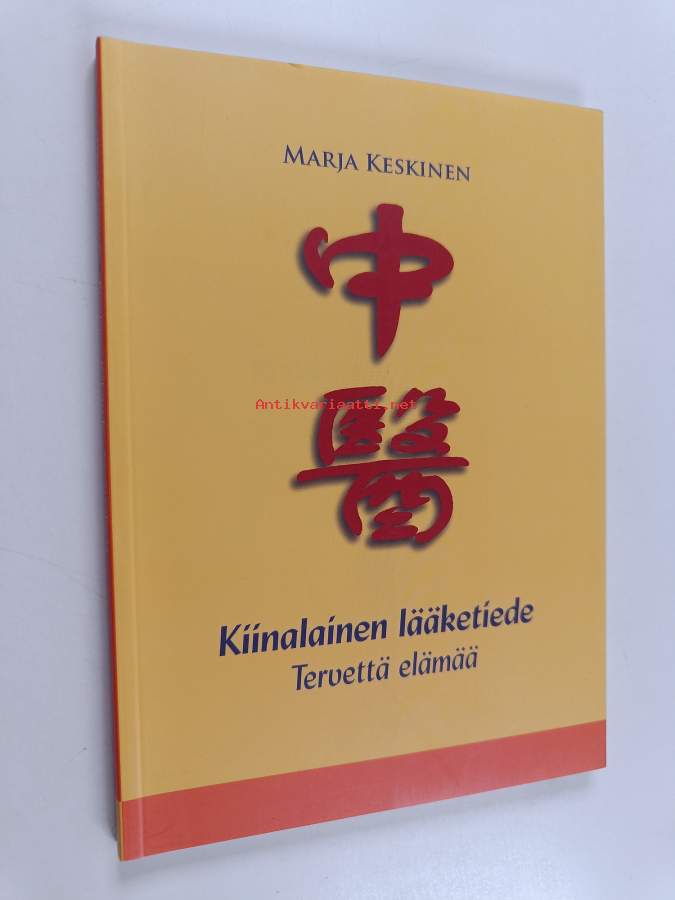 MARJA KESKINEN
中
Antikvariaatti.net
醫
Kiinalainen lääketiede
Tervettä elämää